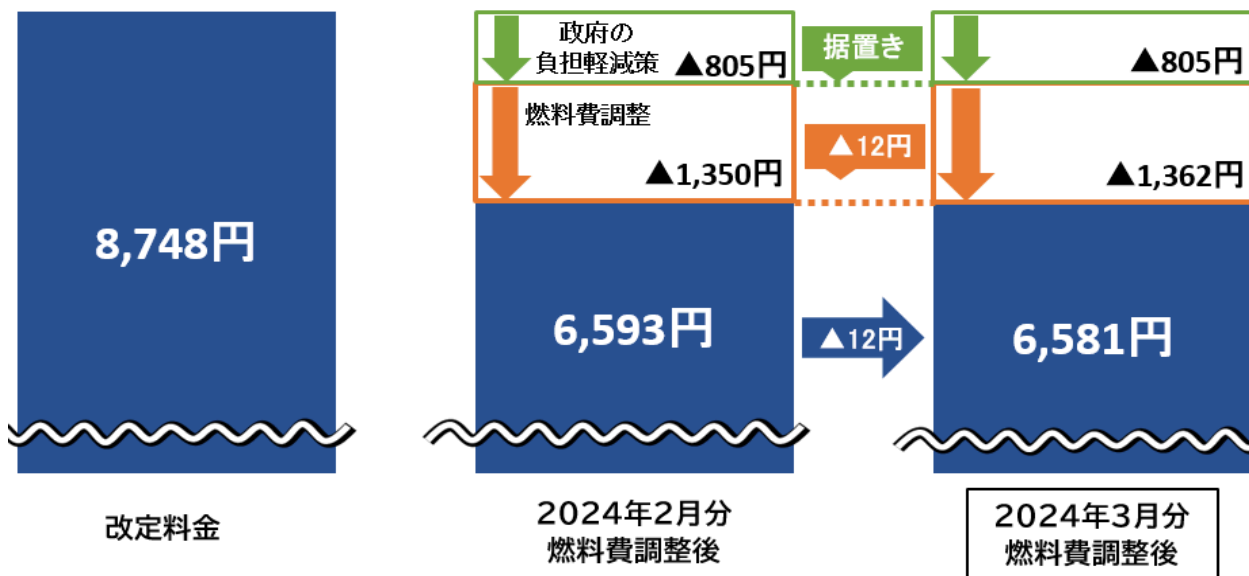 8,748円
改定料金
政府の
負担軽減策 ▲805円
燃料費調整
▲1,350円
6,593円
2024年2月分
燃料費調整後
据置き
▲12円
▲12円
▲805円
▲1,362円
6,581円
2024年3月分
燃料費調整後